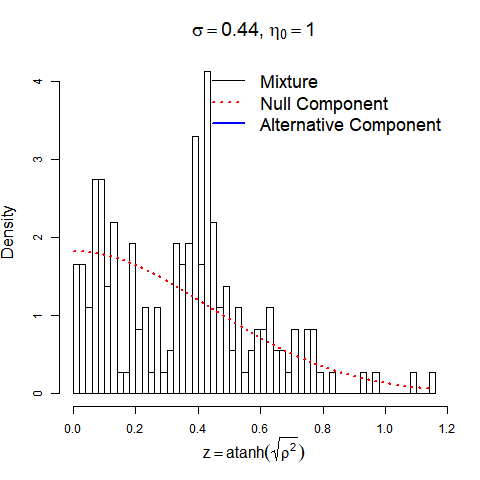 σ = 0.44, η₀ = 1
Mixture
Null Component
Alternative Component
Density
4
3
2
1
0
0.0 0.2 0.4 0.6 0.8 1.0 1.2
z = atanh(√ρ²)